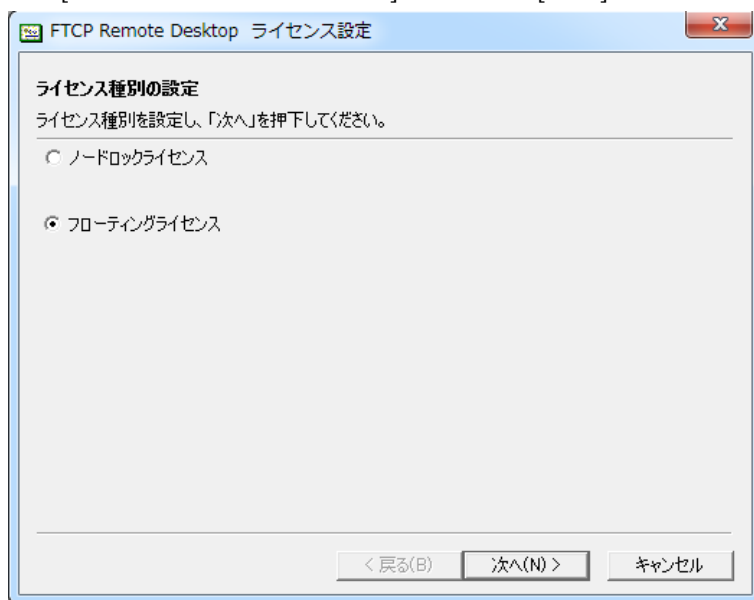 FTCP Remote Desktop ライセンス設定
ライセンス種別の設定
ライセンス種別を設定し、「次へ」を押下してください。
ノードロックライセンス
フローティングライセンス
< 戻る(B) 次へ(N) > キャンセル